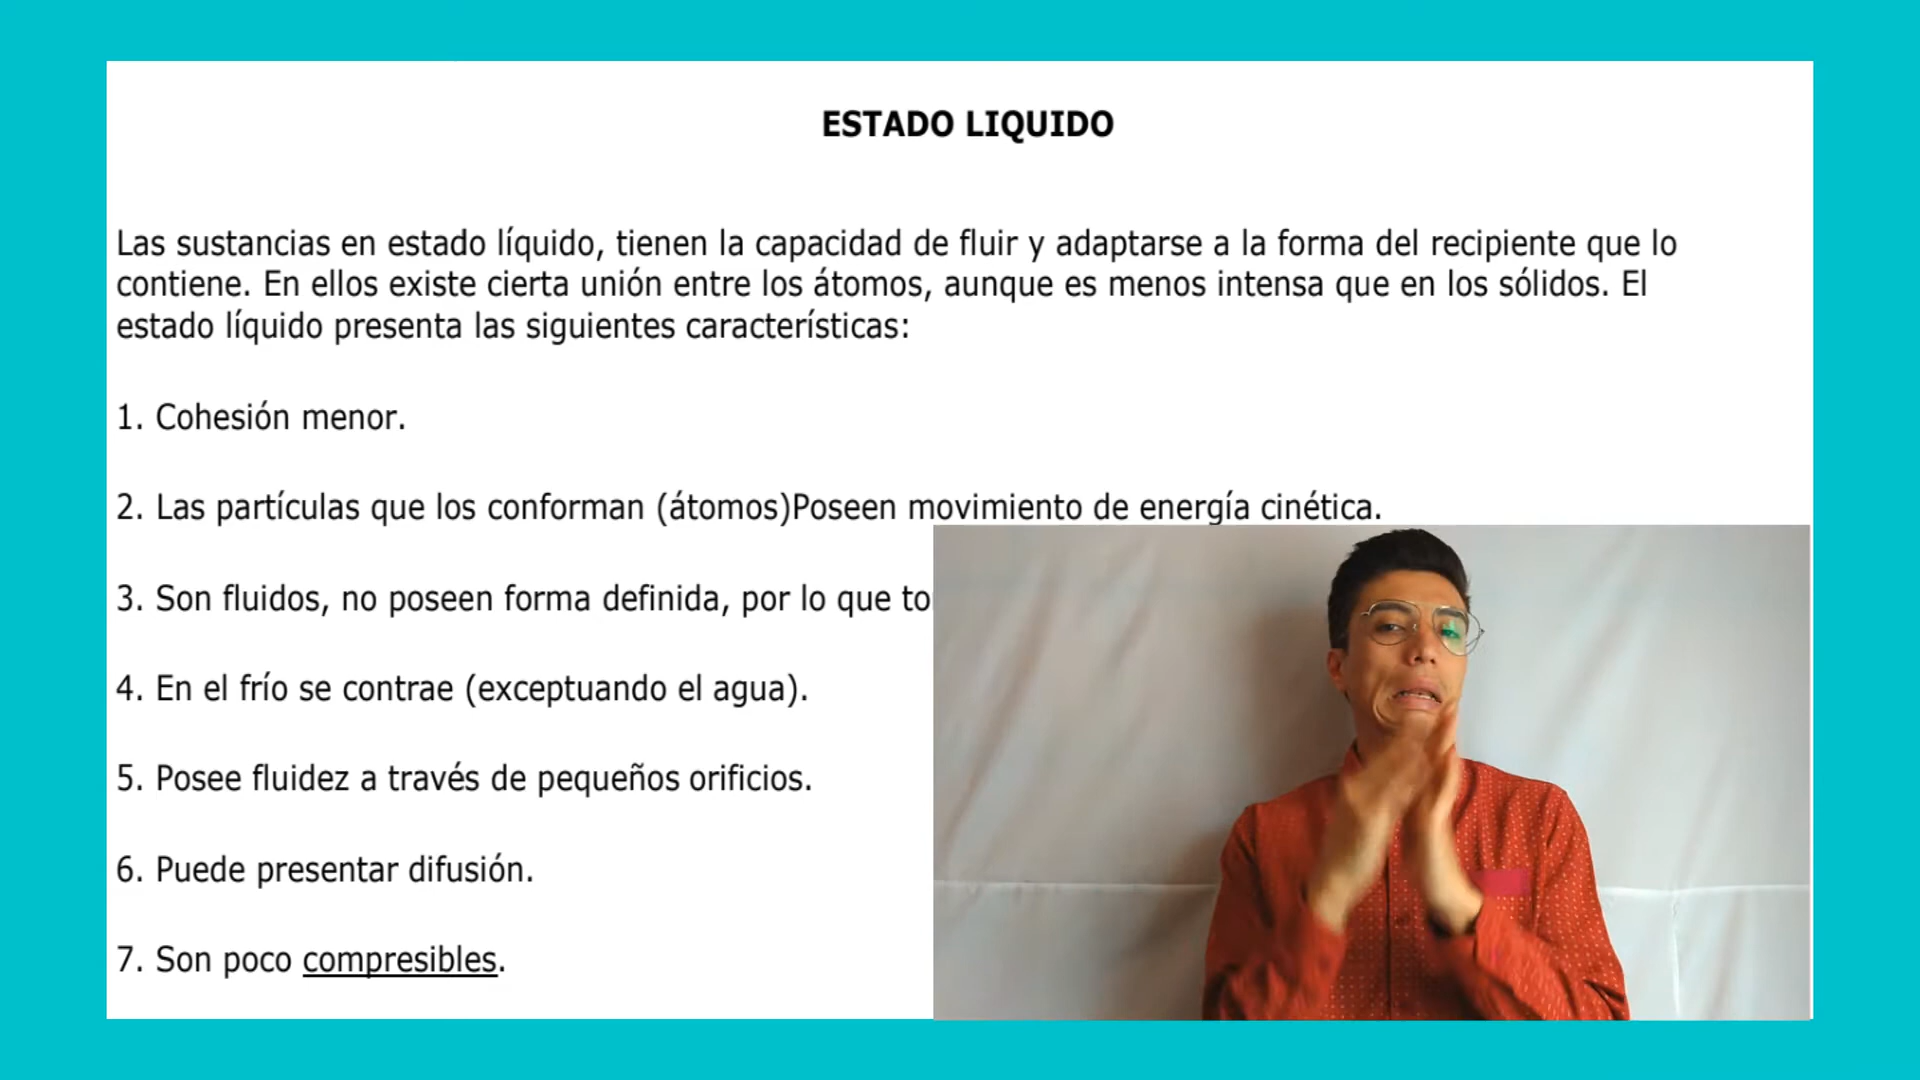 ESTADO LIQUIDO
Las sustancias en estado líquido, tienen la capacidad de fluir y adaptarse a la forma del recipiente que lo
contiene. En ellos existe cierta unión entre los átomos, aunque es menos intensa que en los sólidos. El
estado líquido presenta las siguientes características:
1. Cohesión menor.
2. Las partículas que los conforman (átomos)Poseen movimiento de energía cinética.
3. Son fluidos, no poseen forma definida, por lo que
4. En el frío se contrae (exceptuando el agua).
5. Posee fluidez a través de pequeños orificios.
6. Puede presentar difusión.
7. Son poco compresibles.